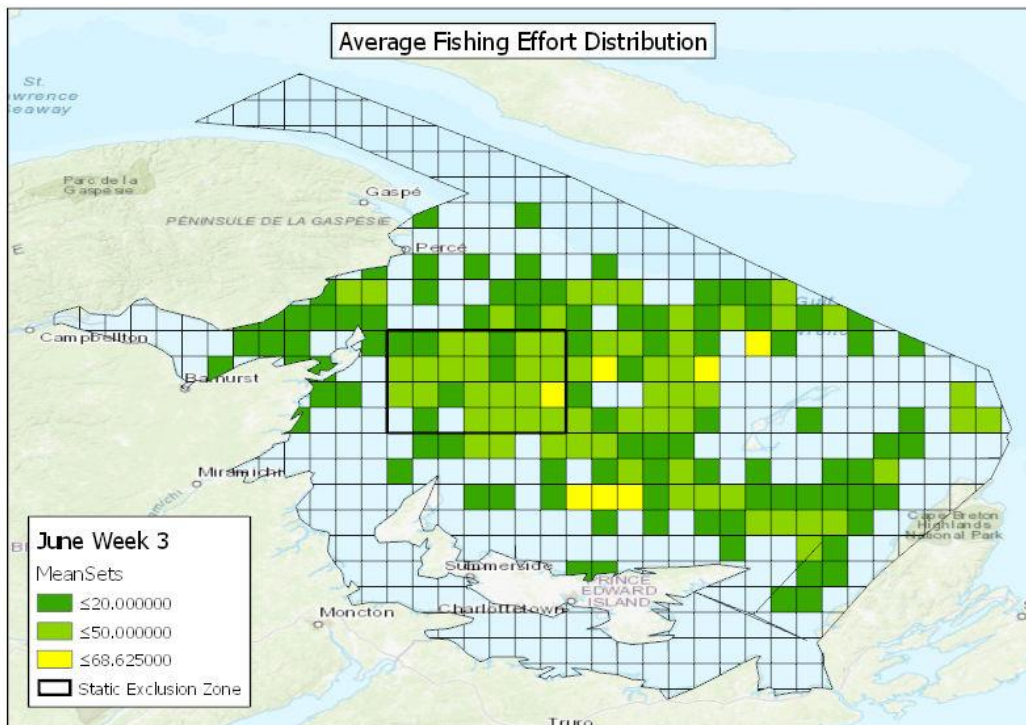 Average Fishing Effort Distribution
St.
Lawrence
Seaway
Parc de la
Gaspésie
Gaspé
PÉNINSULE DE LA GASPÉSIE
E
Percé
Gulf
Campbellton
Bathurst
Miramichi
Cape Breton
Highlands
National Park
Summerside
PRINCE
EDWARD
ISLAND
Charlottetown
Moncton
Truro
June Week 3
MeanSets
≤20.000000
≤50.000000
≤68.625000
Static Exclusion Zone